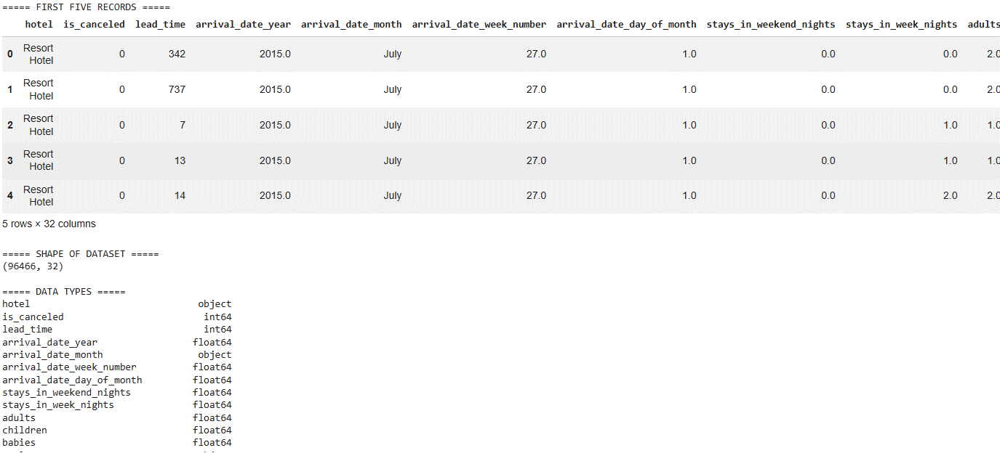 ===== FIRST FIVE RECORDS =====
hotel is_canceled lead_time arrival_date_year arrival_date_month arrival_date_week_number arrival_date_day_of_month stays_in_weekend_nights stays_in_week_nights adults
0 Resort Hotel 0 342 2015.0 July 27.0 1.0 0.0 0.0 2.0
1 Resort Hotel 0 737 2015.0 July 27.0 1.0 0.0 0.0 2.0
2 Resort Hotel 0 7 2015.0 July 27.0 1.0 0.0 1.0 1.0
3 Resort Hotel 0 13 2015.0 July 27.0 1.0 0.0 1.0 1.0
4 Resort Hotel 0 14 2015.0 July 27.0 1.0 0.0 2.0 2.0
5 rows × 32 columns
===== SHAPE OF DATASET =====
(96466, 32)
===== DATA TYPES =====
hotel object
is_canceled int64
lead_time int64
arrival_date_year float64
arrival_date_month object
arrival_date_week_number float64
arrival_date_day_of_month float64
stays_in_weekend_nights float64
stays_in_week_nights float64
adults float64
children float64
babies float64